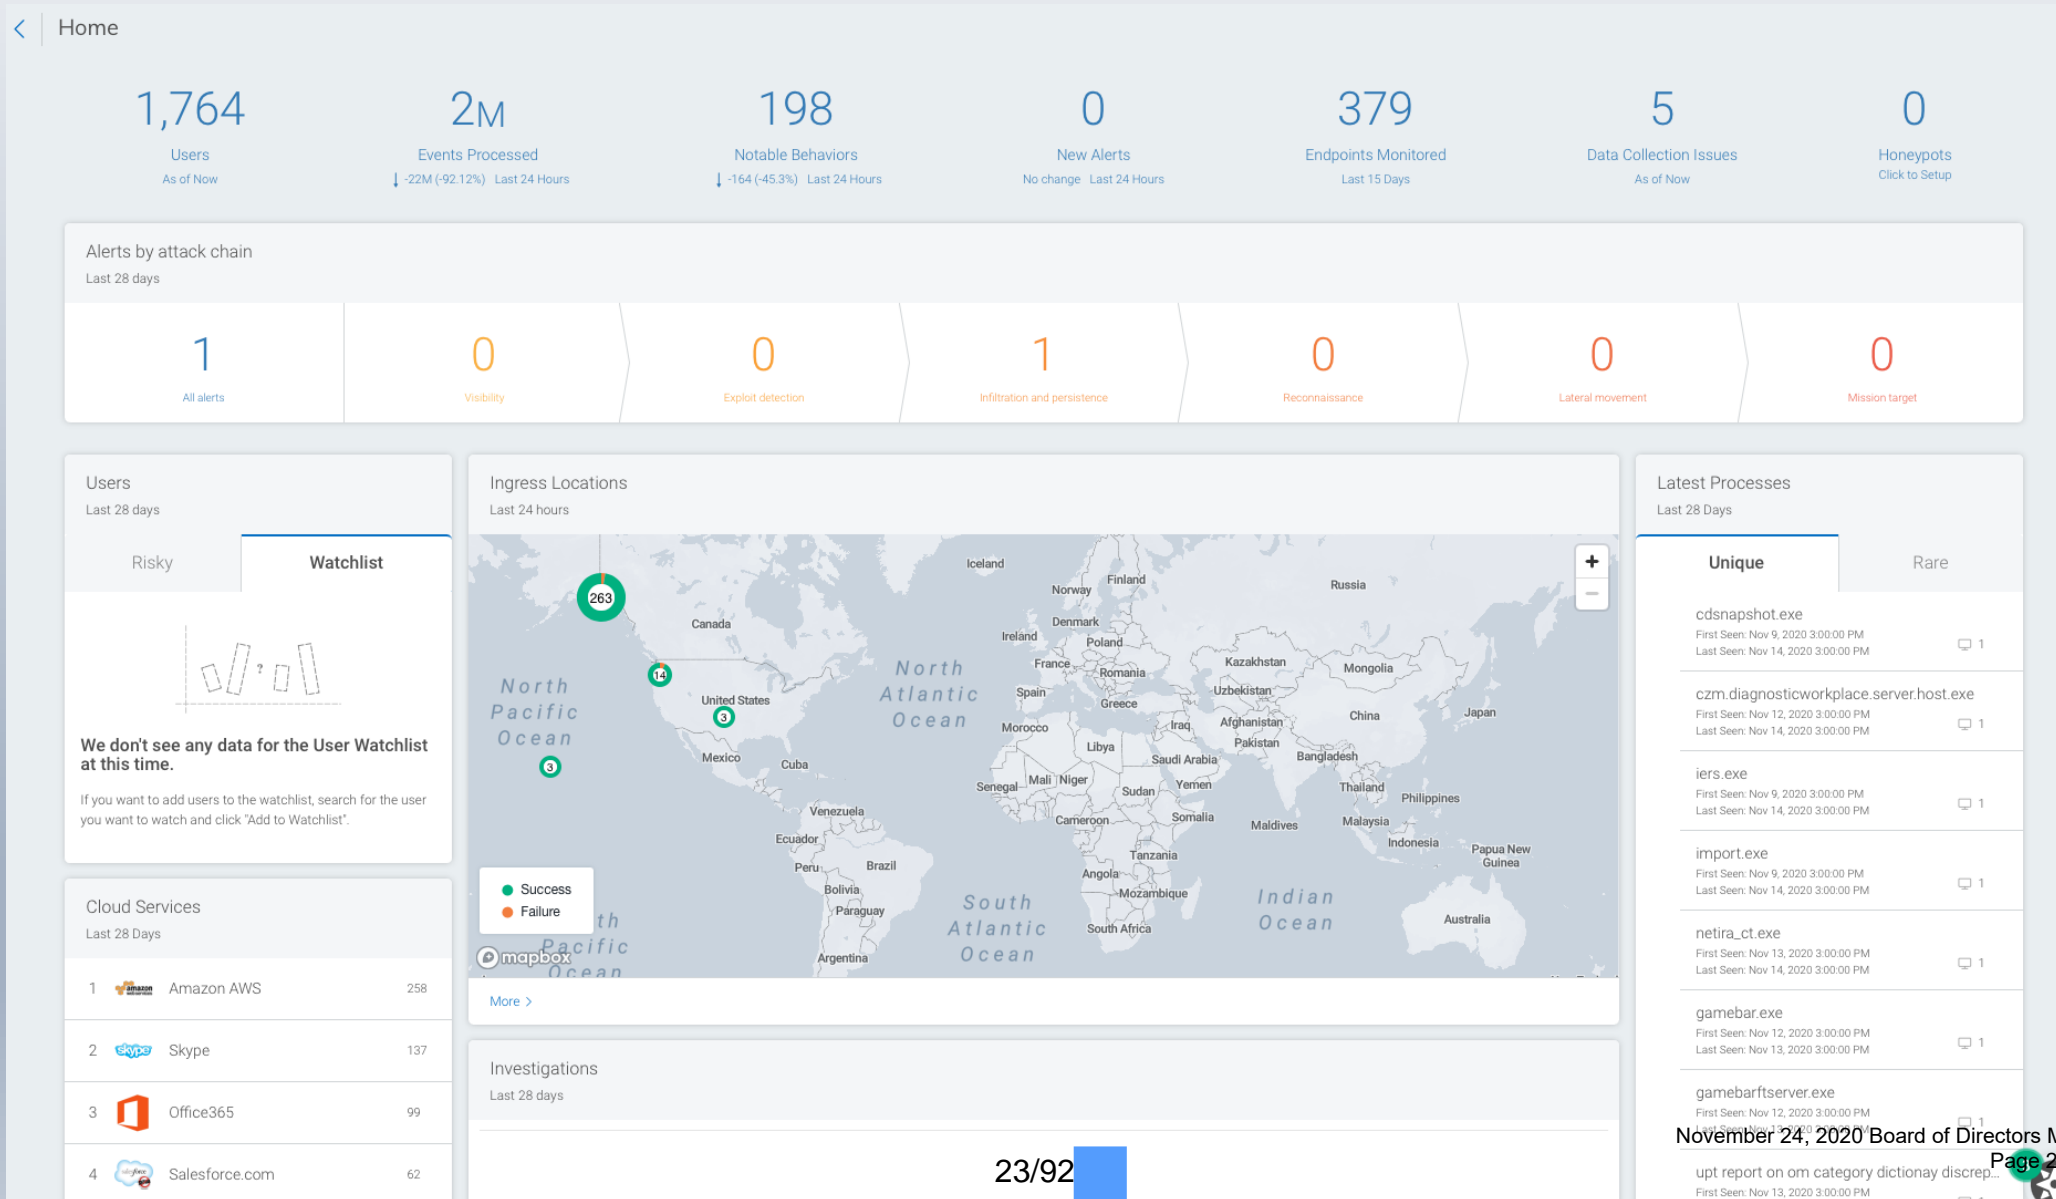 Home
1,764
Users
As of Now
2M
Events Processed
-22M (-92.12%) Last 24 Hours
198
Notable Behaviors
-164 (-45.3%) Last 24 Hours
0
New Alerts
No change Last 24 Hours
379
Endpoints Monitored
Last 15 Days
5
Data Collection Issues
As of Now
0
Honeypots
Click to Setup
Alerts by attack chain
Last 28 days
1
All alerts
0
Visibility
0
Exploit detection
1
Infiltration and persistence
0
Reconnaissance
0
Lateral movement
0
Mission target
Users
Last 28 days
Risky
Watchlist
?
We don't see any data for the User Watchlist
at this time.
If you want to add users to the watchlist, search for the user
you want to watch and click "Add to Watchlist".
Cloud Services
Last 28 Days
1 amazon Amazon AWS 258
2 skype Skype 137
3 Office365 99
4 Salesforce.com 62
Ingress Locations
Last 24 hours
+
−
Iceland
Finland
Norway
Russia
263
Canada
Denmark
Ireland
Poland
France
Kazakhstan
Mongolia
North
Atlantic
Ocean
Romania
14
North
Pacific
Ocean
United States
Spain
Uzbekistan
Greece
3
China
Japan
Morocco
Iraq
Afghanistan
Libya
Pakistan
Mexico
Cuba
3
Saudi Arabia
Bangladesh
Senegal
Mali
Niger
Sudan
Yemen
Thailand
Philippines
Venezuela
Cameroon
Somalia
Maldives
Malaysia
Ecuador
Indonesia
Papua New
Guinea
Peru
Brazil
Tanzania
Angola
Bolivia
Mozambique
Paraguay
South
Atlantic
Ocean
Indian
Ocean
Australia
South Africa
Argentina
Success
Failure
th
Pacific
Ocean
mapbox
More >
Investigations
Last 28 days
23/92
Latest Processes
Last 28 Days
Unique
Rare
cdsnapshot.exe
First Seen: Nov 9, 2020 3:00:00 PM
Last Seen: Nov 14, 2020 3:00:00 PM
1
czm.diagnosticworkplace.server.host.exe
First Seen: Nov 12, 2020 3:00:00 PM
Last Seen: Nov 14, 2020 3:00:00 PM
1
iers.exe
First Seen: Nov 9, 2020 3:00:00 PM
Last Seen: Nov 14, 2020 3:00:00 PM
1
import.exe
First Seen: Nov 9, 2020 3:00:00 PM
Last Seen: Nov 14, 2020 3:00:00 PM
1
netira_ct.exe
First Seen: Nov 13, 2020 3:00:00 PM
Last Seen: Nov 14, 2020 3:00:00 PM
1
gamebar.exe
First Seen: Nov 12, 2020 3:00:00 PM
Last Seen: Nov 13, 2020 3:00:00 PM
1
gamebarftserver.exe
First Seen: Nov 12, 2020 3:00:00 PM
Last Seen: Nov 13, 2020 3:00:00 PM
1
November 24, 2020 Board of Directors M
Page 2
upt report on om category dictionay discrep...
First Seen: Nov 13, 2020 3:00:00 PM